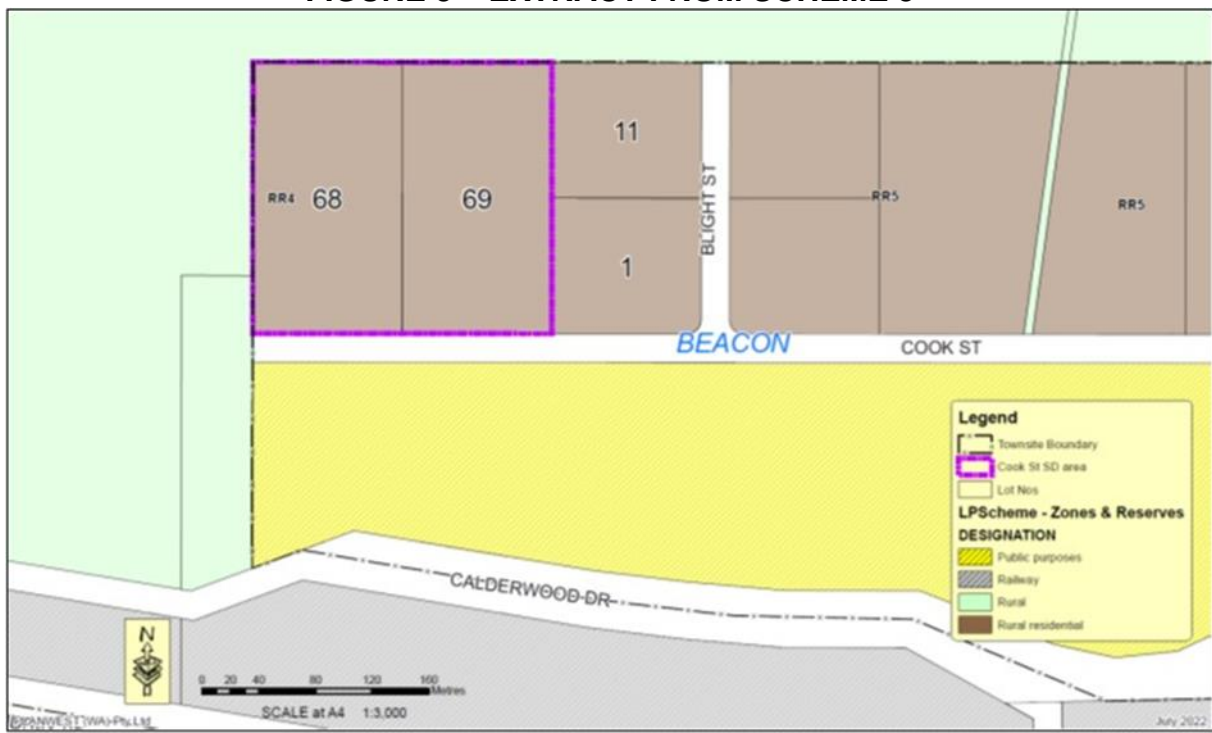 11
BLIGHT ST
RR4
68
69
RR5
RR5
1
BEACON
COOK ST
Legend
Townsite Boundary
Cook St SD area
Lot Nos
LPScheme - Zones & Reserves
DESIGNATION
Public purposes
Railway
Rural
Rural residential
CALDERWOOD DR
N
0 20 40 80 120 160
Metres
SCALE at A4 1:3,000
July 2022